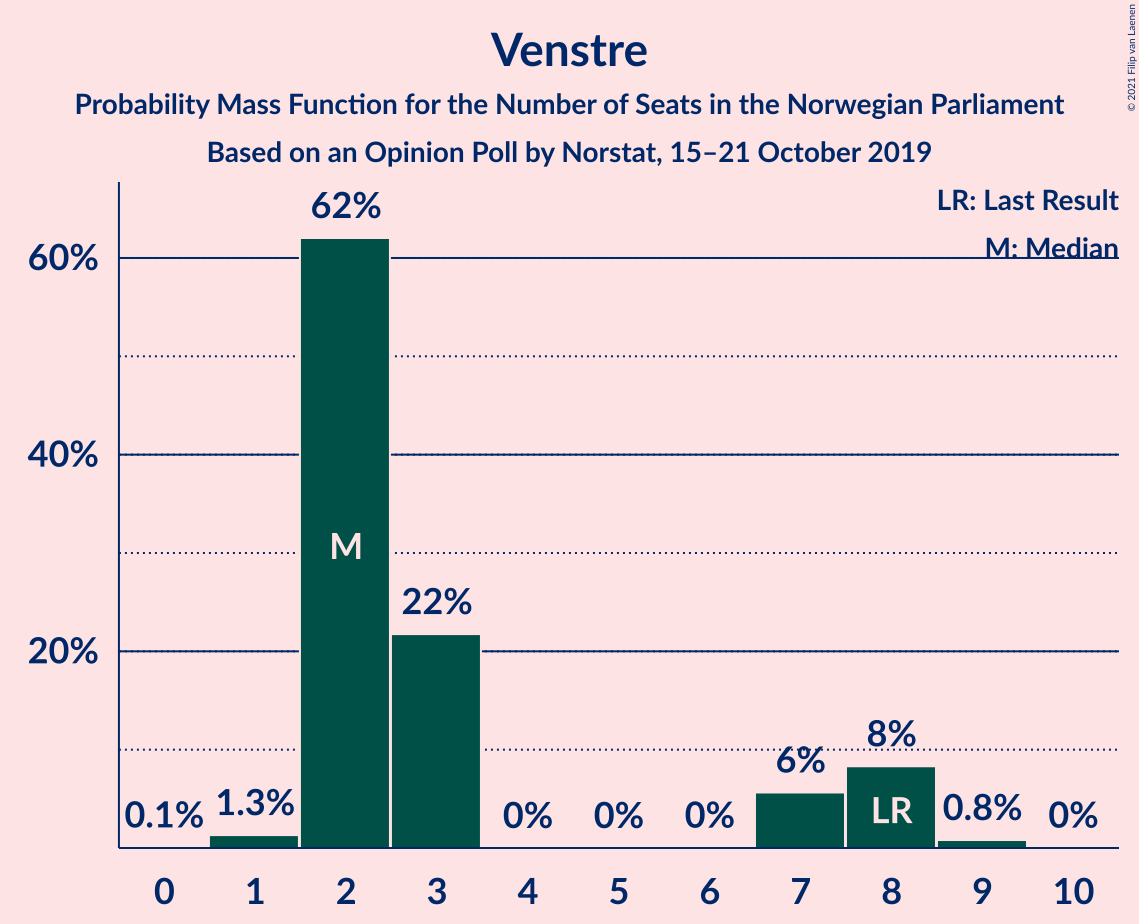 Venstre
Probability Mass Function for the Number of Seats in the Norwegian Parliament
Based on an Opinion Poll by Norstat, 15–21 October 2019
© 2021 Filip van Laenen
LR: Last Result
M: Median
60%
40%
20%
0.1%
1.3%
62%
M
22%
0%
0%
0%
6%
8%
LR
0.8%
0%
0 1 2 3 4 5 6 7 8 9 10